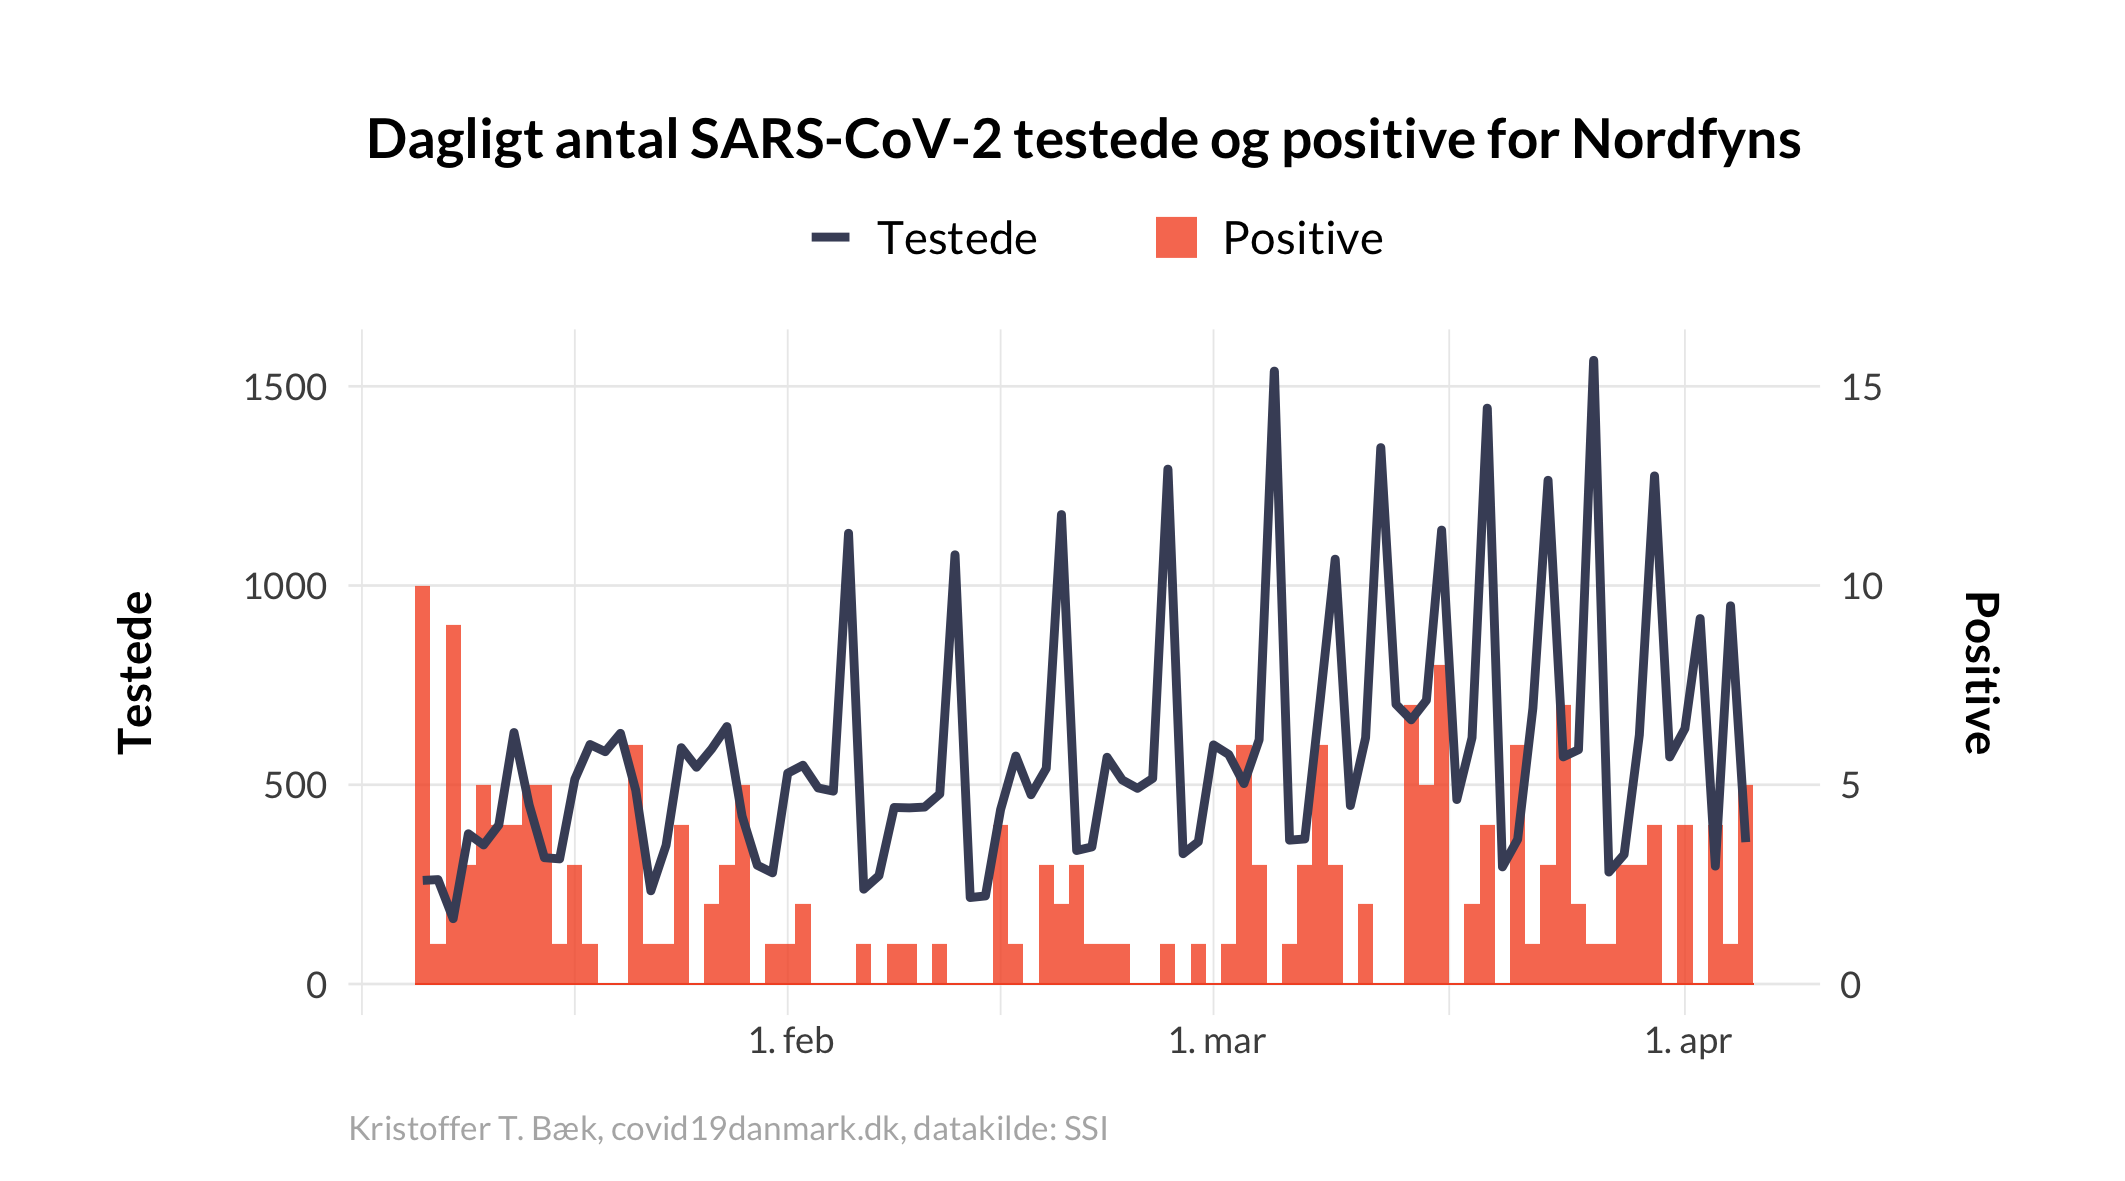 Dagligt antal SARS-CoV-2 testede og positive for Nordfyns
Testede
Positive
1500
1000
500
0
Testede
15
10
5
0
Positive
1. feb
1. mar
1. apr
Kristoffer T. Bæk, covid19danmark.dk, datakilde: SSI